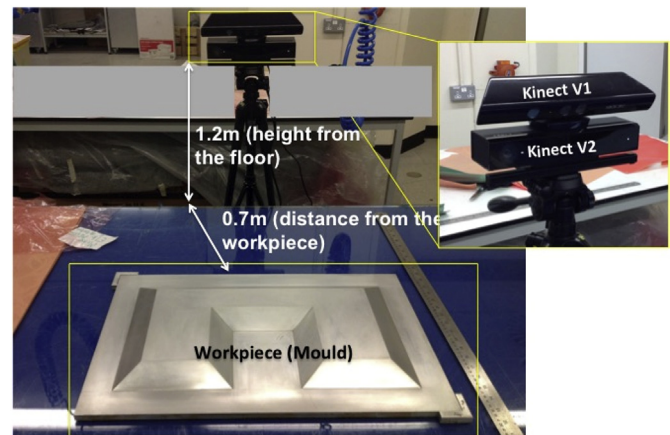 Kinect V1
Kinect V2
1.2m (height from
the floor)
0.7m (distance from the
workpiece)
Workpiece (Mould)